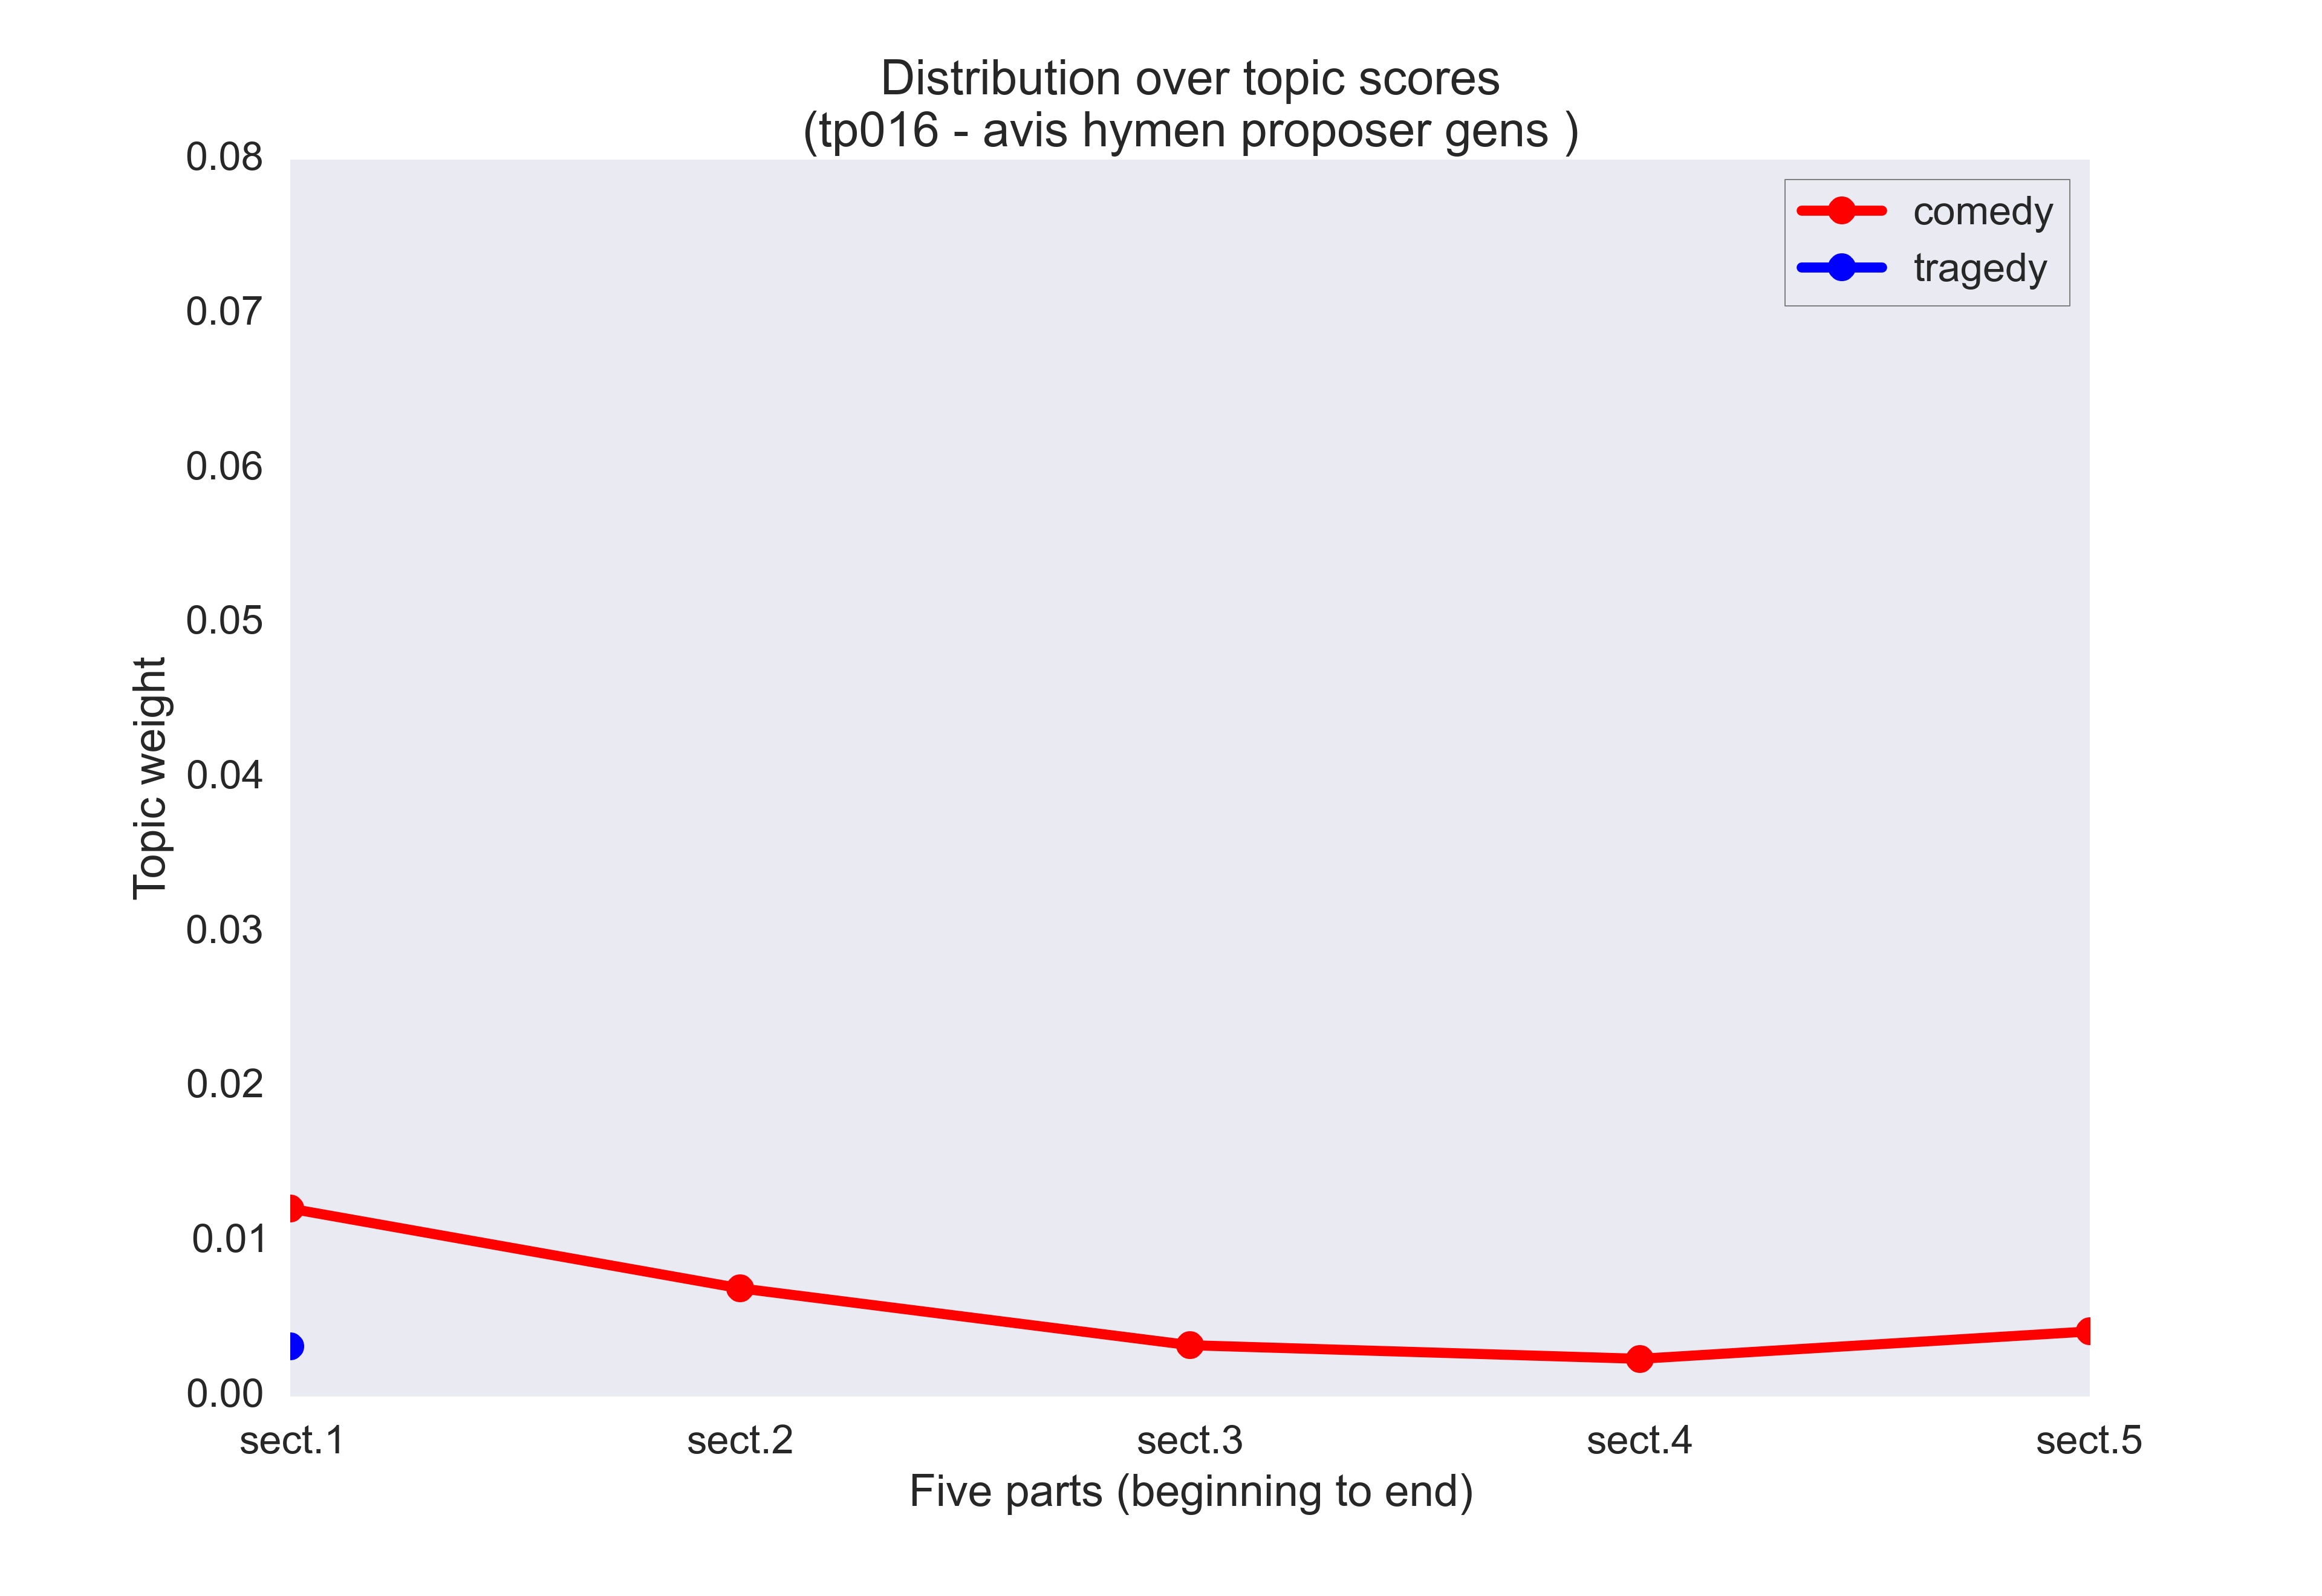 Distribution over topic scores
(tp016 - avis hymen proposer gens )
comedy
tragedy
0.08
0.07
0.06
0.05
0.04
0.03
0.02
0.01
0.00
Topic weight
sect.1 sect.2 sect.3 sect.4 sect.5
Five parts (beginning to end)